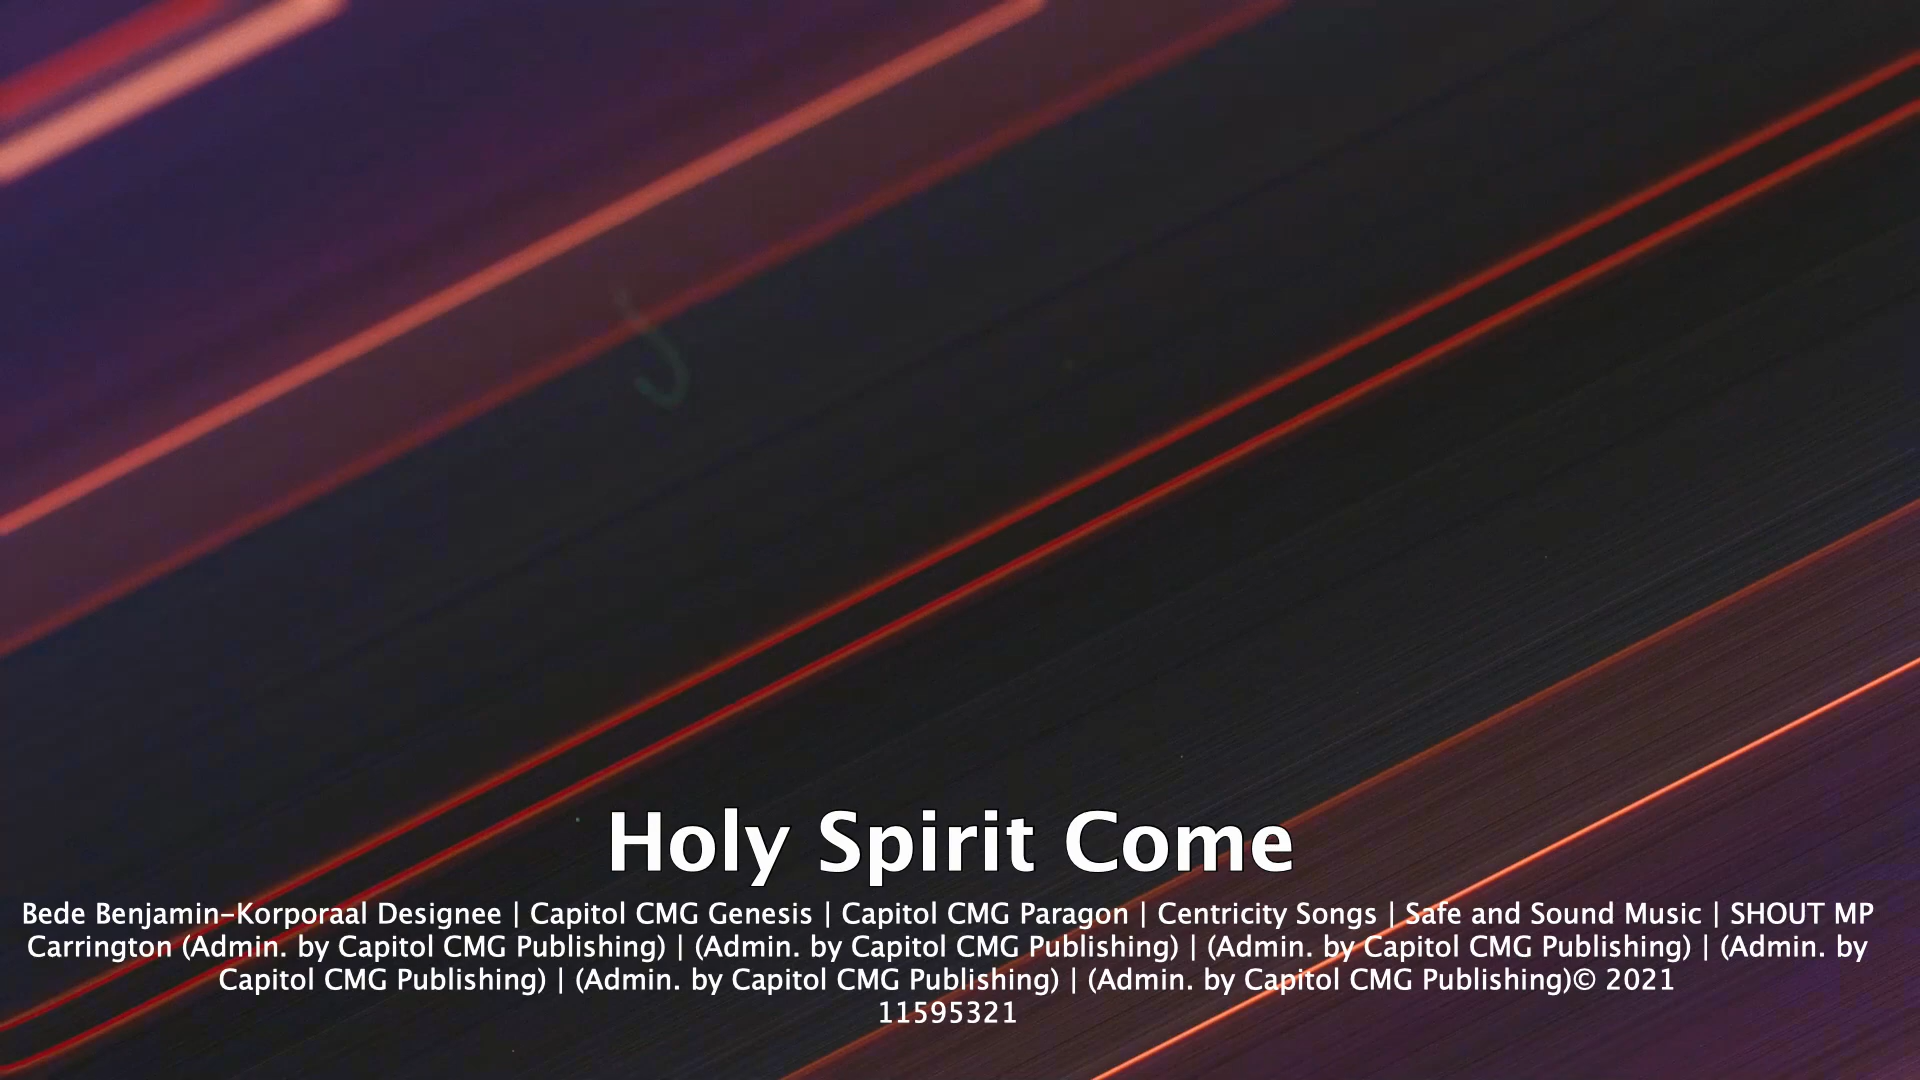 Holy Spirit Come
Bede Benjamin-Korporaal Designee | Capitol CMG Genesis | Capitol CMG Paragon | Centricity Songs | Safe and Sound Music | SHOUT MP
Carrington (Admin. by Capitol CMG Publishing) | (Admin. by Capitol CMG Publishing) | (Admin. by Capitol CMG Publishing) | (Admin. by
Capitol CMG Publishing) | (Admin. by Capitol CMG Publishing) | (Admin. by Capitol CMG Publishing)© 2021
11595321